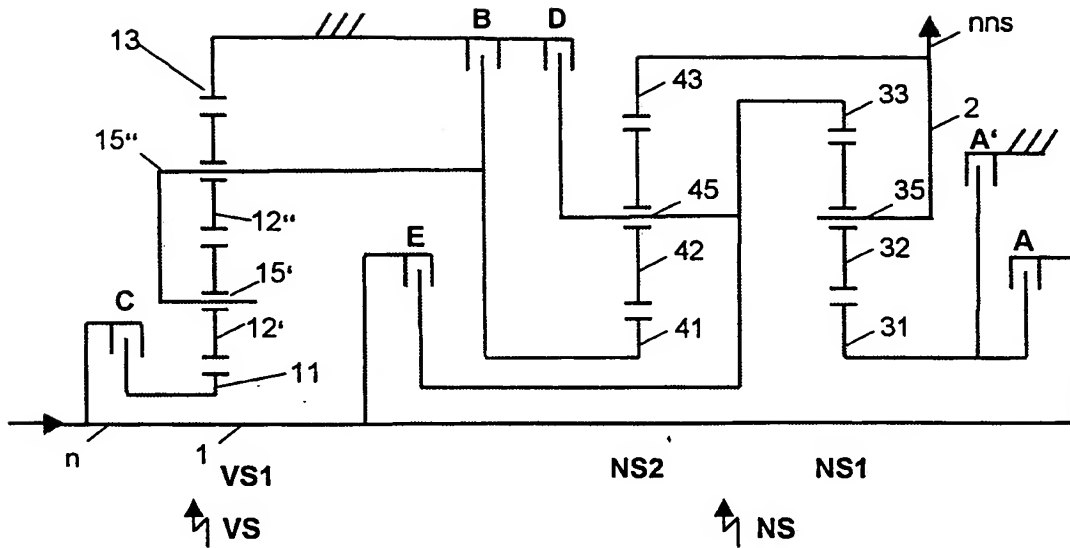 B D
13 nns
43 33
2
15“ A‘
45
35
12“ E A
42 32
C 15‘
12‘ 41 31
11
n 1
VS1 NS2 NS1
VS NS